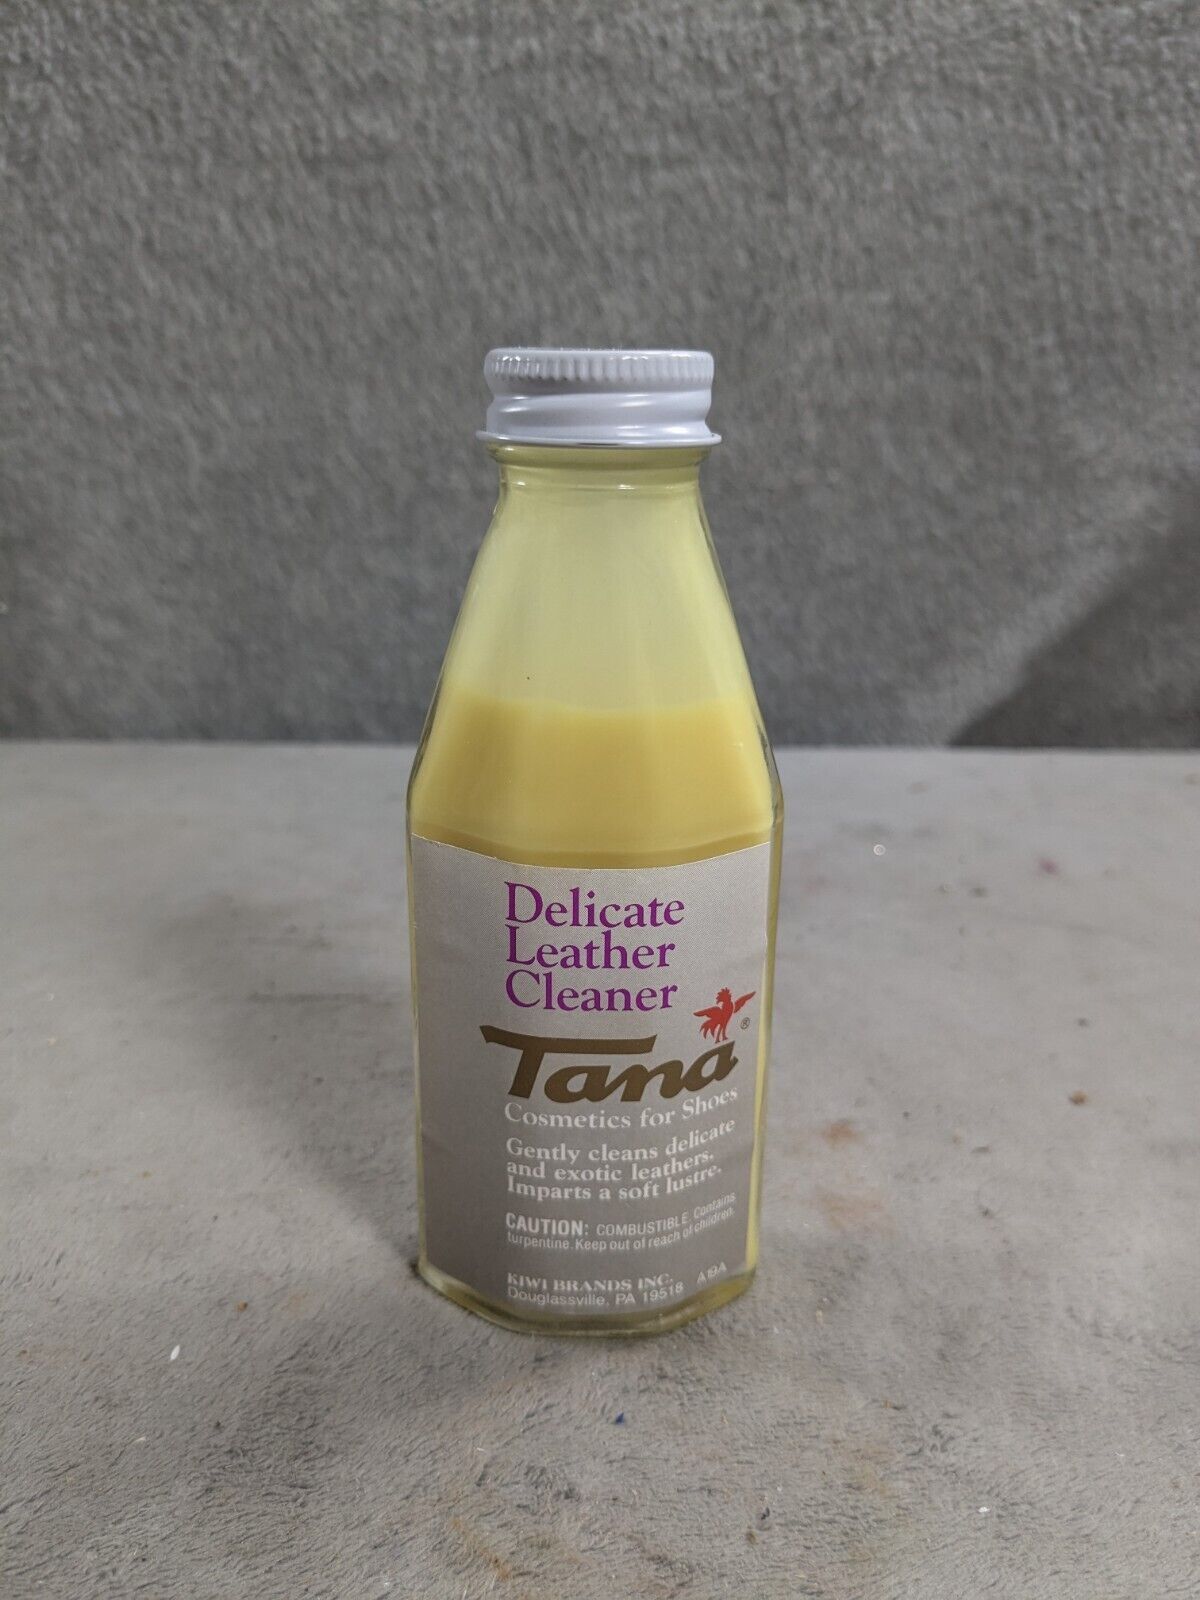 Delicate
Leather
Cleaner
Tana®
Cosmetics for Shoes
Gently cleans delicate
and exotic leathers.
Imparts a soft lustre.
CAUTION: COMBUSTIBLE. Contains
turpentine. Keep out of reach of children.
KIWI BRANDS INC.
Douglassville, PA 19518 A19A